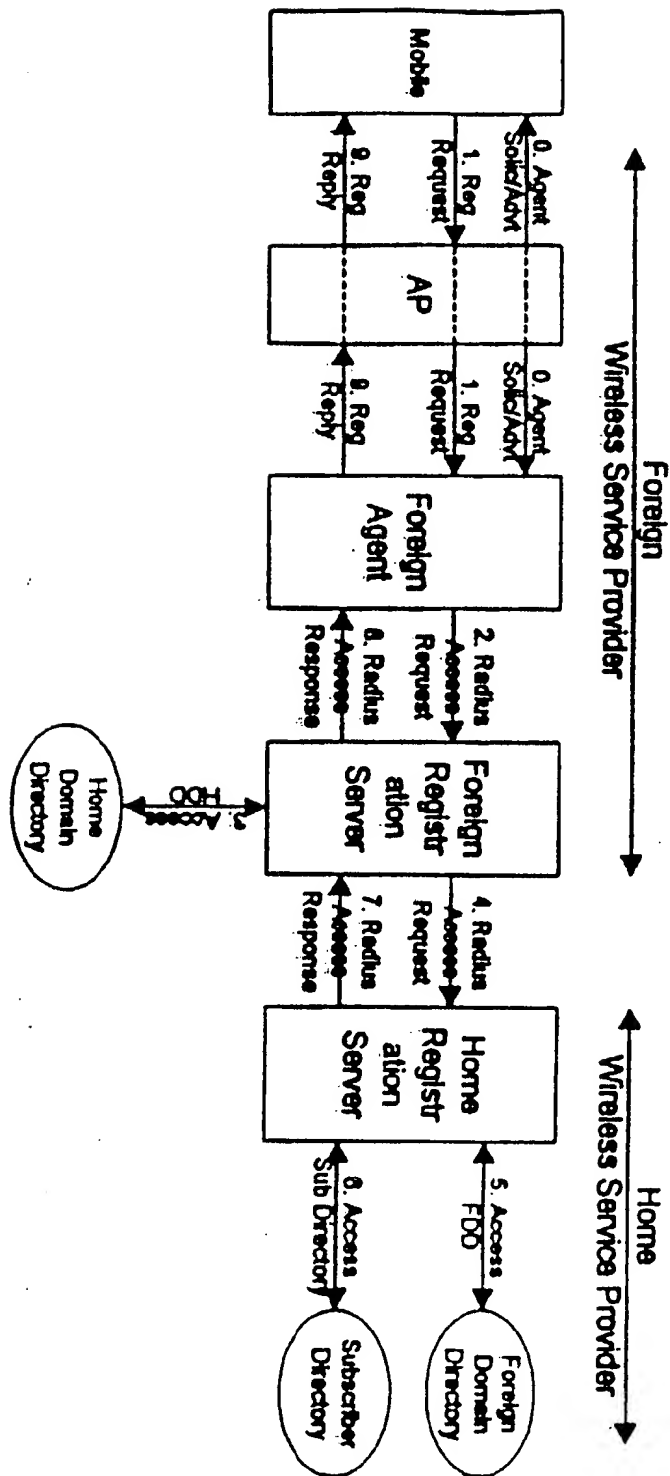 Foreign
Wireless Service Provider
Home
Wireless Service Provider
Mobile
0. Agent
Solic/Advt
1. Reg
Request
9. Reg
Reply
AP
0. Agent
Solic/Advt
1. Reg
Request
9. Reg
Reply
Foreign
Agent
2. Radius
Access
Request
8. Radius
Access
Response
Foreign
Registr
ation
Server
3. Access
HDD
Home
Domain
Directory
4. Radius
Access
Request
7. Radius
Access
Response
Home
Registr
ation
Server
5. Access
FDD
6. Access
Sub Directory
Foreign
Domain
Directory
Subscriber
Directory